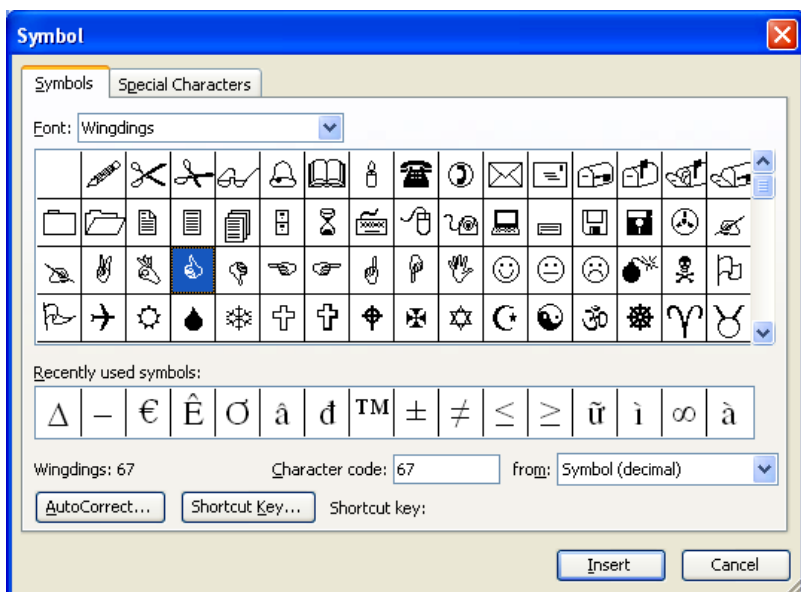 Symbol
Symbols Special Characters
Font: Wingdings
Recently used symbols:
Δ – € Ê Ơ â đ ™ ± ≠ ≤ ≥ ữ ì ∞ à
Wingdings: 67 Character code: 67 from: Symbol (decimal)
AutoCorrect... Shortcut Key... Shortcut key:
Insert Cancel